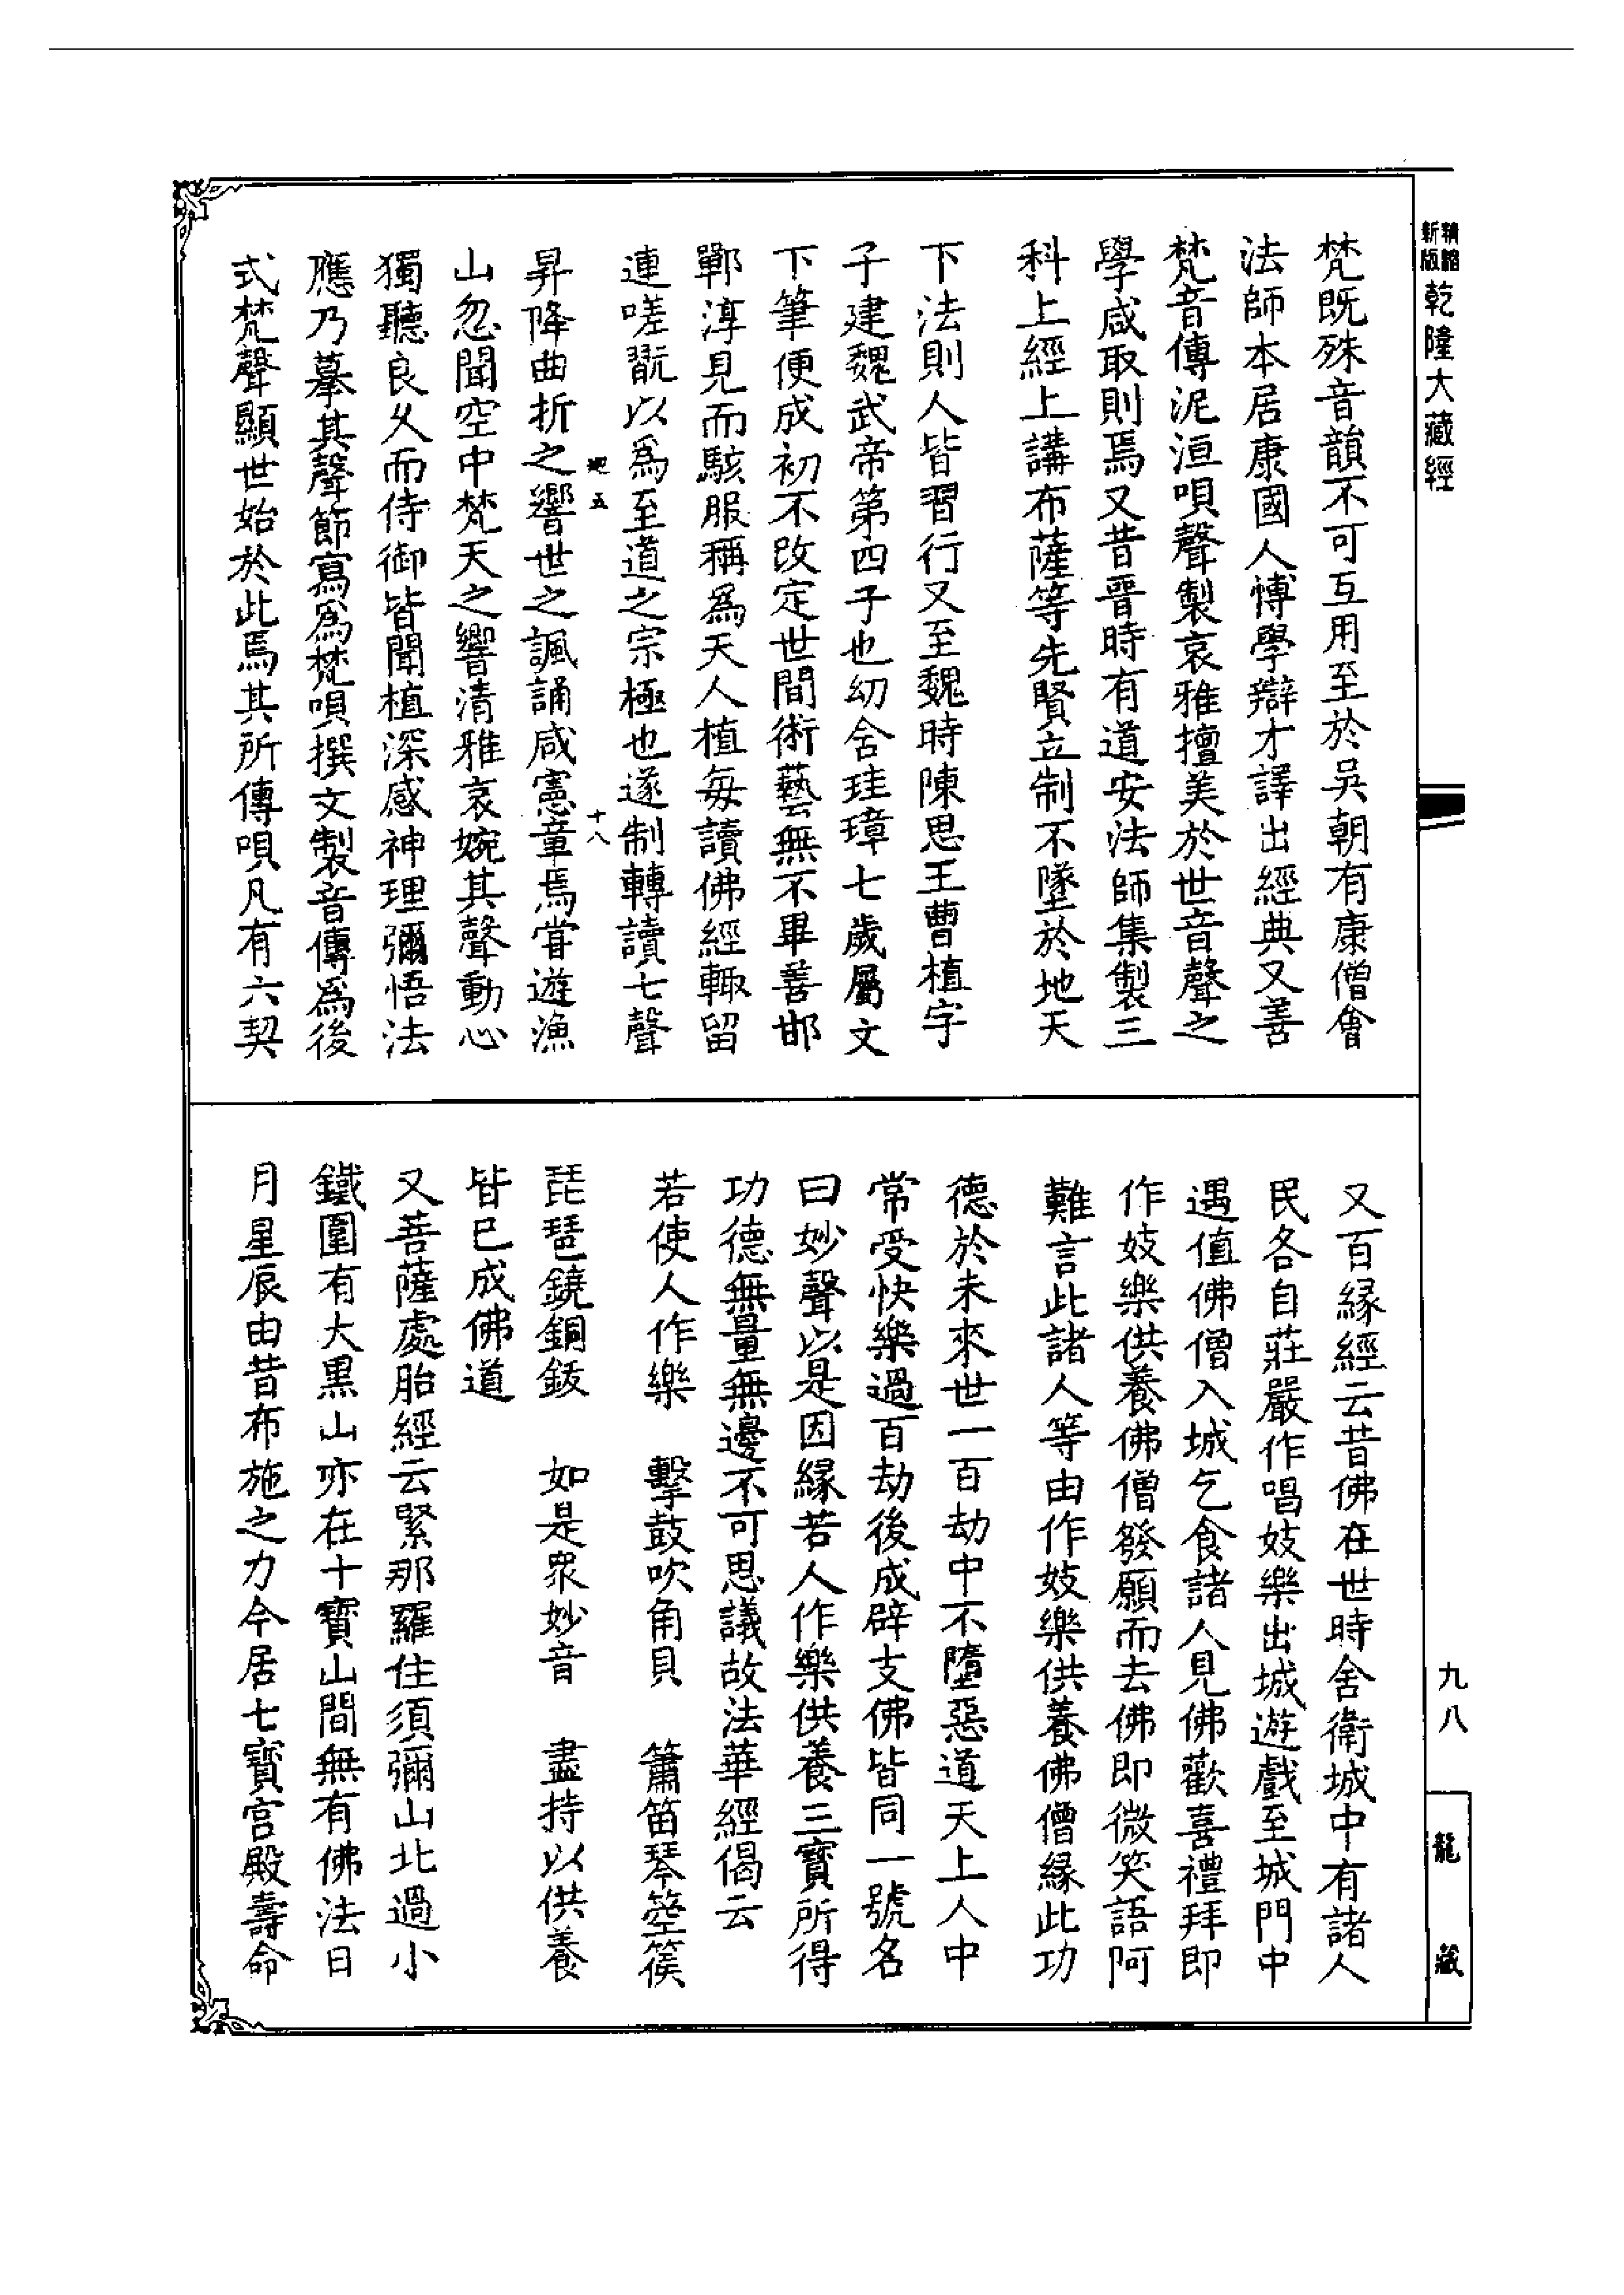 精縮新版乾隆大藏經
梵既殊音韻不可互用至於吳朝有康僧會
法師本居康國人愽學辯才譯出經典又善
梵音傳泥洹唄聲製哀雅擅美於世音聲之
學咸取則焉又昔晉時有道安法師集製三
科上經上講布薩等先賢立制不墜於地天
下法則人皆習行又至魏時陳思王曹植字
子建魏武帝第四子也幼含珪璋七歲屬文
下筆便成初不改定世間術藝無不畢善邯
鄲淳見而駭服稱為天人植每讀佛經輙留
連嗟翫以為至道之宗極也遂制轉讀七聲
十八
昇降曲折之響世之諷誦咸憲章焉甞遊漁
山忽聞空中梵天之響清雅哀婉其聲動心
獨聽良乆而侍御皆聞植深感神理彌悟法
應乃摹其聲節寫為梵唄撰文製音傳為後
式梵聲顯世始於此焉其所傳唄凡有六契
又百緣經云昔佛在世時舍衛城中有諸人
民各自莊嚴作唱妓樂出城遊戲至城門中
遇值佛僧入城乞食諸人見佛歡喜禮拜即
作妓樂供養佛僧發願而去佛即微笑語阿
難言此諸人等由作妓樂供養佛僧緣此功
德於未來世一百劫中不墮惡道天上人中
常受快樂過百劫後成辟支佛皆同一號名
曰妙聲以是因緣若人作樂供養三寶所得
功德無量無邊不可思議故法華經偈云
若使人作樂　擊鼓吹角貝　簫笛琴箜篌
琵琶鐃銅鈸　如是眾妙音　盡持以供養
皆已成佛道
又菩薩處胎經云緊那羅住須彌山北過小
鐵圍有大黑山亦在十寶山間無有佛法日
月星辰由昔布施之力今居七寶宮殿壽命
九八
龍藏